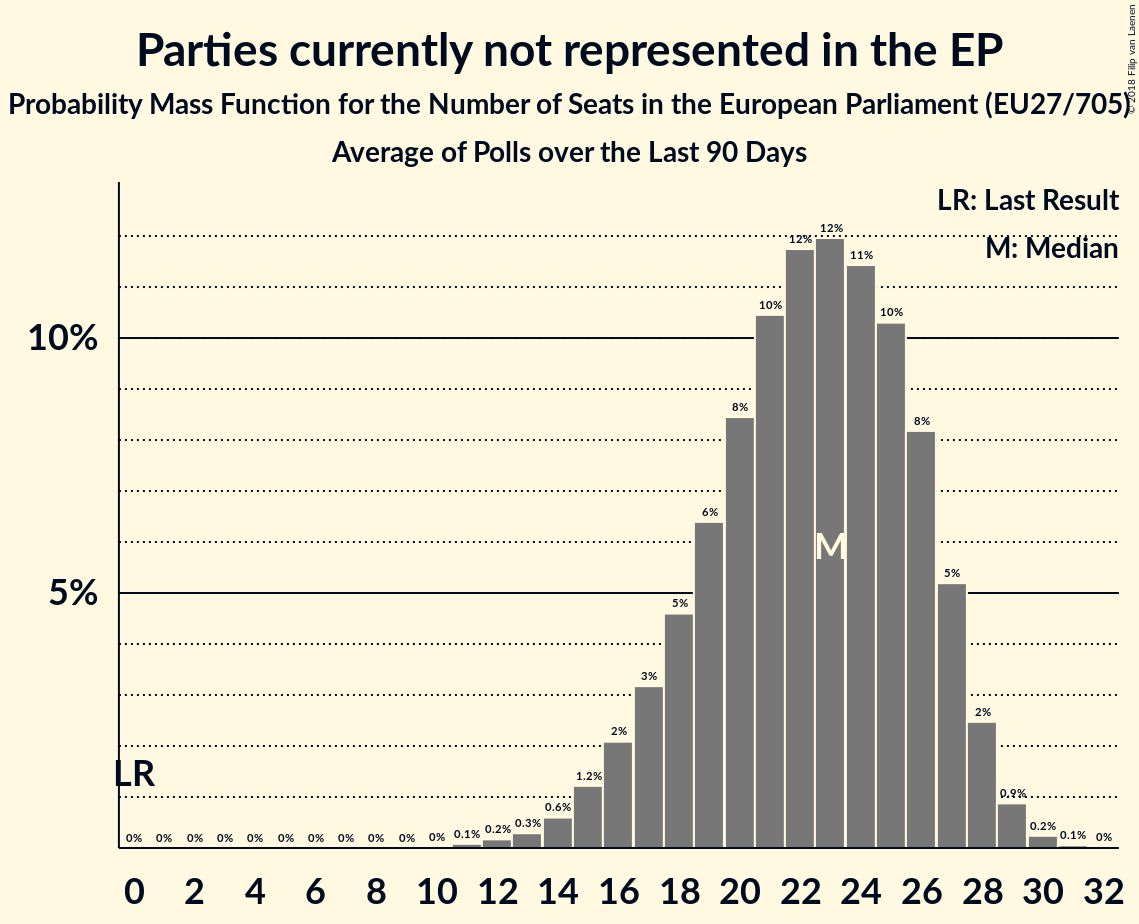 Parties currently not represented in the EP
Probability Mass Function for the Number of Seats in the European Parliament (EU27/705)
Average of Polls over the Last 90 Days
© 2018 Filip van Laenen
LR: Last Result
M: Median
10%
5%
LR
M
0% 0% 0% 0% 0% 0% 0% 0% 0% 0% 0% 0.1% 0.2% 0.3% 0.6% 1.2% 2% 3% 5% 6% 8% 10% 12% 12% 11% 10% 8% 5% 2% 0.9% 0.2% 0.1% 0%
0 2 4 6 8 10 12 14 16 18 20 22 24 26 28 30 32